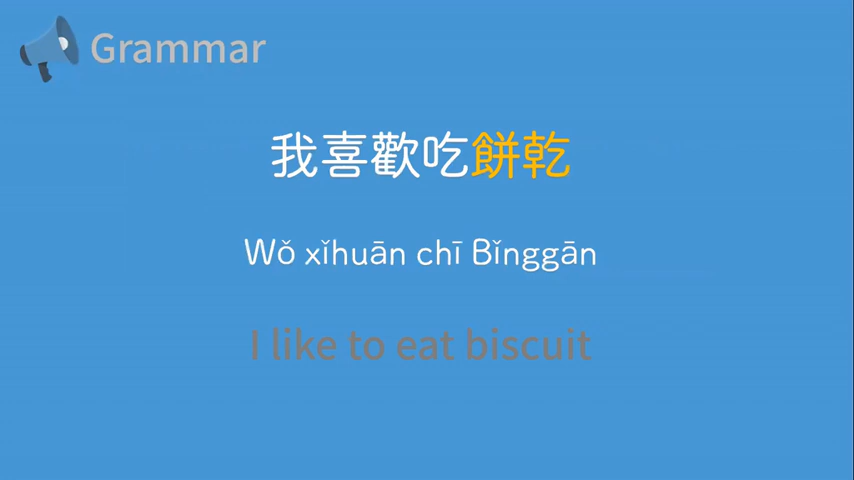 Grammar
我喜歡吃餅乾
Wǒ xǐhuān chī Bǐnggān
I like to eat biscuit